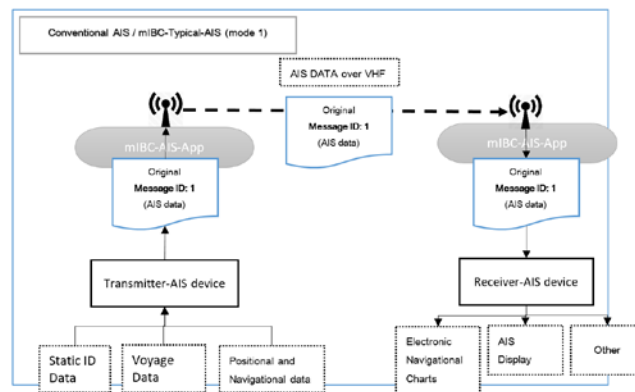 Conventional AIS / mIBC-Typical-AIS (mode 1)
AIS DATA over VHF
Original
Message ID: 1
(AIS data)
mIBC-AIS-App
mIBC-AIS-App
Original
Message ID: 1
(AIS data)
Original
Message ID: 1
(AIS data)
Transmitter-AIS device
Receiver-AIS device
Static ID
Data
Voyage
Data
Positional and
Navigational data
Electronic
Navigational
Charts
AIS
Display
Other